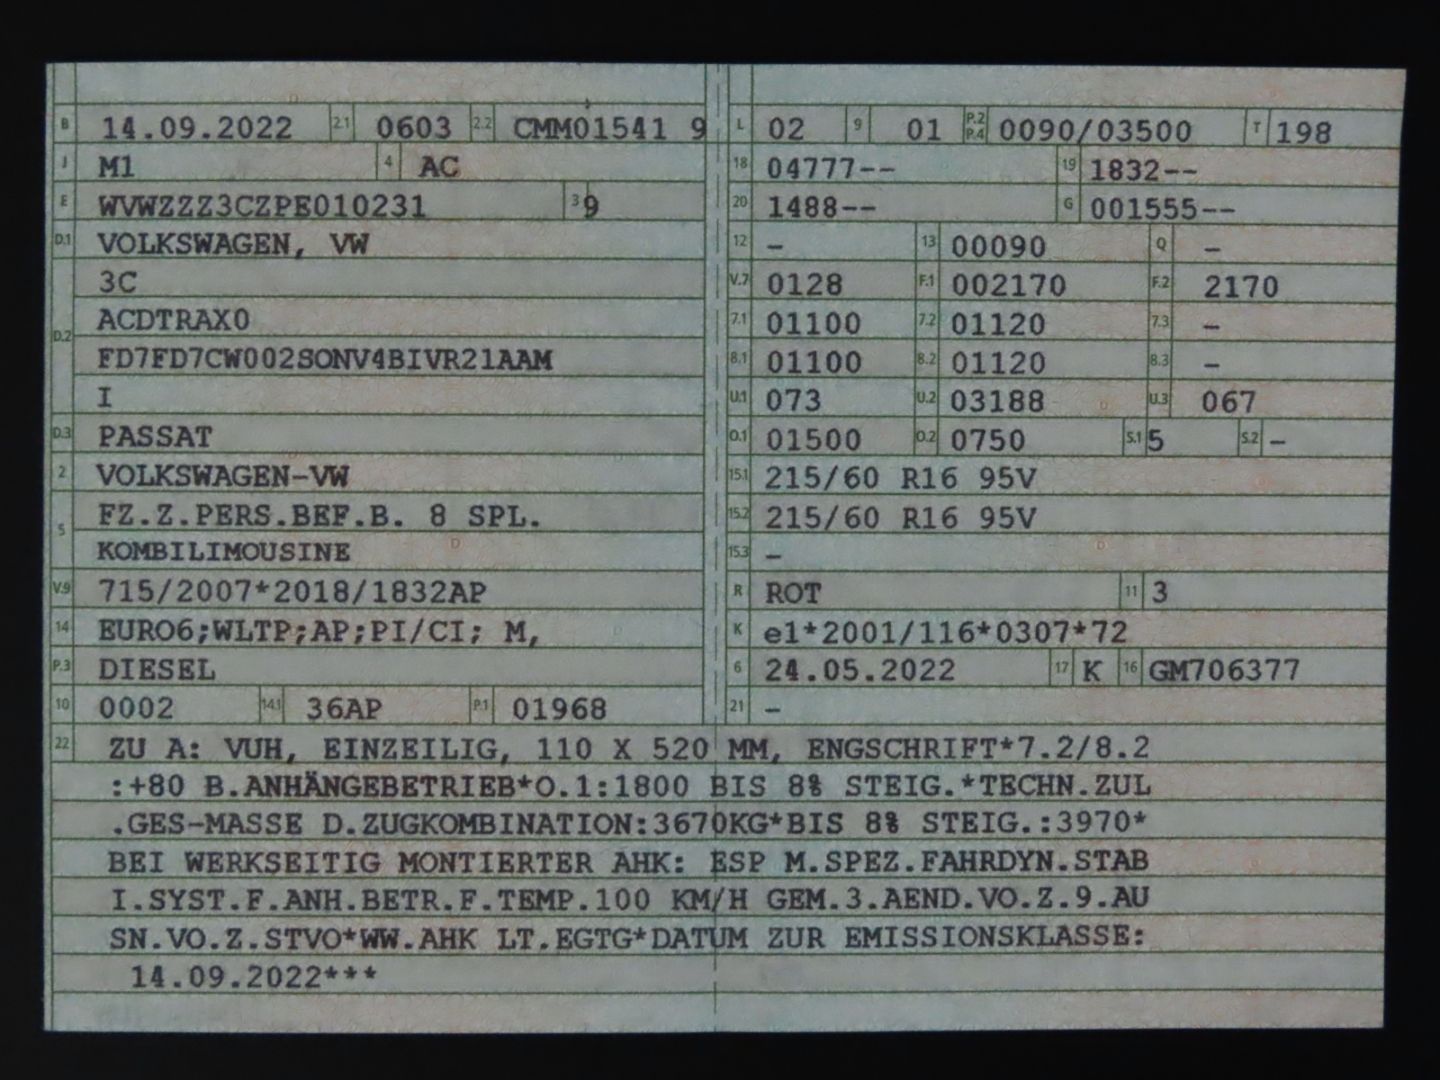 B 14.09.2022 2.1 0603 2.2 CMM01541 9
J M1 4 AC
E WVWZZZ3CZPE010231 3 9
D.1 VOLKSWAGEN, VW
3C
D.2 ACDTRAX0
FD7FD7CW002SONV4BIVR21AAM
I
D.3 PASSAT
2 VOLKSWAGEN-VW
5 FZ.Z.PERS.BEF.B. 8 SPL.
KOMBILIMOUSINE
V.9 715/2007*2018/1832AP
14 EURO6;WLTP;AP;PI/CI; M,
P.3 DIESEL
10 0002 14.1 36AP P.1 01968
L 02 9 01 P.2 P.4 0090/03500 T 198
18 04777-- 19 1832--
20 1488-- G 001555--
12 - 13 00090 Q -
V.7 0128 F.1 002170 F.2 2170
7.1 01100 7.2 01120 7.3 -
8.1 01100 8.2 01120 8.3 -
U.1 073 U.2 03188 U.3 067
O.1 01500 O.2 0750 S.1 5 S.2 -
15.1 215/60 R16 95V
15.2 215/60 R16 95V
15.3 -
R ROT 11 3
K e1*2001/116*0307*72
6 24.05.2022 17 K 16 GM706377
21 -
22 ZU A: VUH, EINZEILIG, 110 X 520 MM, ENGSCHRIFT*7.2/8.2
:+80 B.ANHÄNGEBETRIEB*O.1:1800 BIS 8% STEIG.*TECHN.ZUL
.GES-MASSE D.ZUGKOMBINATION:3670KG*BIS 8% STEIG.:3970*
BEI WERKSEITIG MONTIERTER AHK: ESP M.SPEZ.FAHRDYN.STAB
I.SYST.F.ANH.BETR.F.TEMP.100 KM/H GEM.3.AEND.VO.Z.9.AU
SN.VO.Z.STVO*WW.AHK LT.EGTG*DATUM ZUR EMISSIONSKLASSE:
14.09.2022***